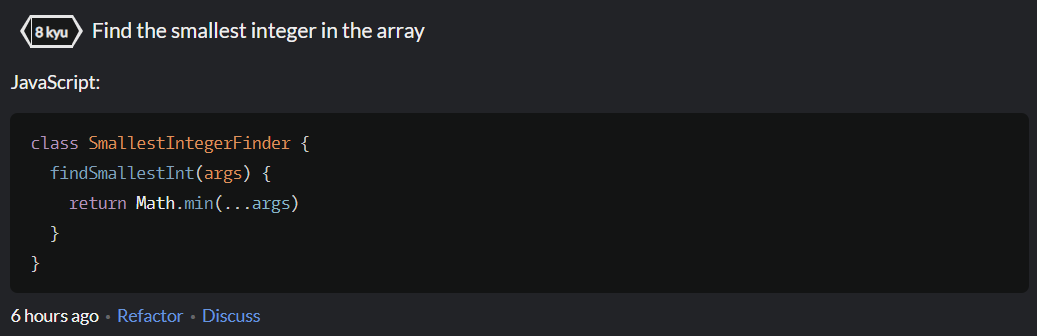 8 kyu Find the smallest integer in the array
JavaScript:
class SmallestIntegerFinder {
  findSmallestInt(args) {
    return Math.min(...args)
  }
}
6 hours ago • Refactor • Discuss